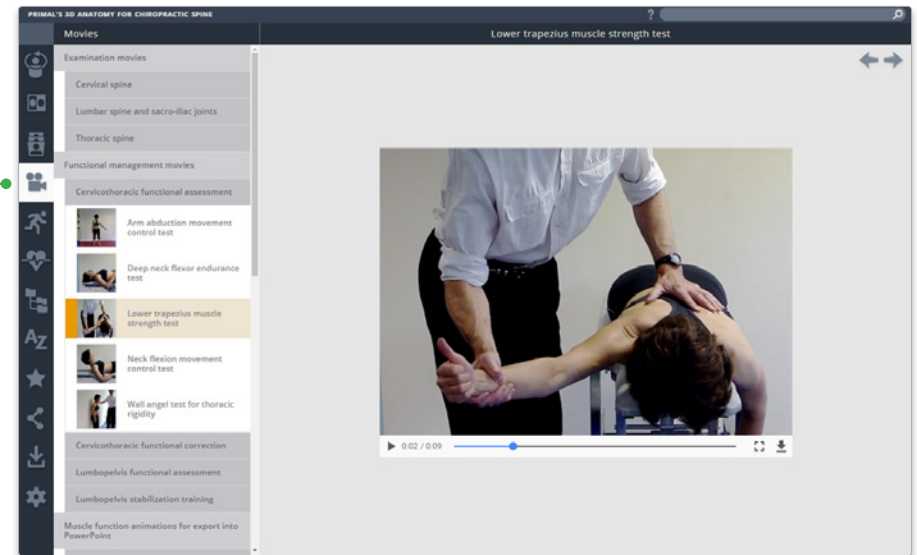 PRIMAL'S 3D ANATOMY FOR CHIROPRACTIC SPINE
?
Movies
Lower trapezius muscle strength test
Examination movies
Cervical spine
Lumbar spine and sacro-iliac joints
Thoracic spine
Functional management movies
Cervicothoracic functional assessment
Arm abduction movement
control test
Deep neck flexor endurance
test
Lower trapezius muscle
strength test
Neck flexion movement
control test
Wall angel test for thoracic
rigidity
Cervicothoracic functional correction
Lumbopelvis functional assessment
Lumbopelvis stabilization training
Muscle function animations for export into
PowerPoint
AZ
0:02 / 0:09